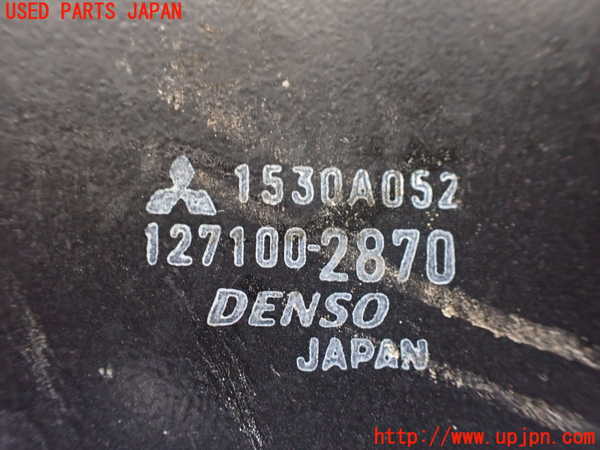 USED PARTS JAPAN
1530A052
127100-2870
DENSO
JAPAN
http://www.upjpn.com/